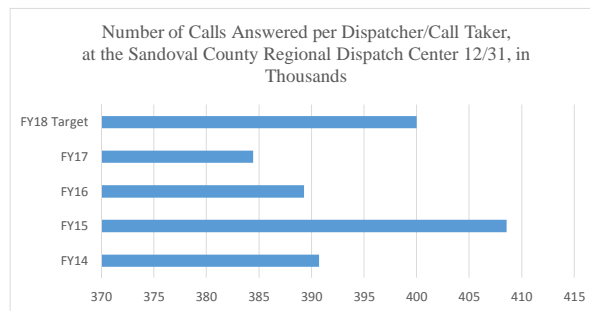 Number of Calls Answered per Dispatcher/Call Taker,
at the Sandoval County Regional Dispatch Center 12/31, in
Thousands
FY18 Target
FY17
FY16
FY15
FY14
370 375 380 385 390 395 400 405 410 415